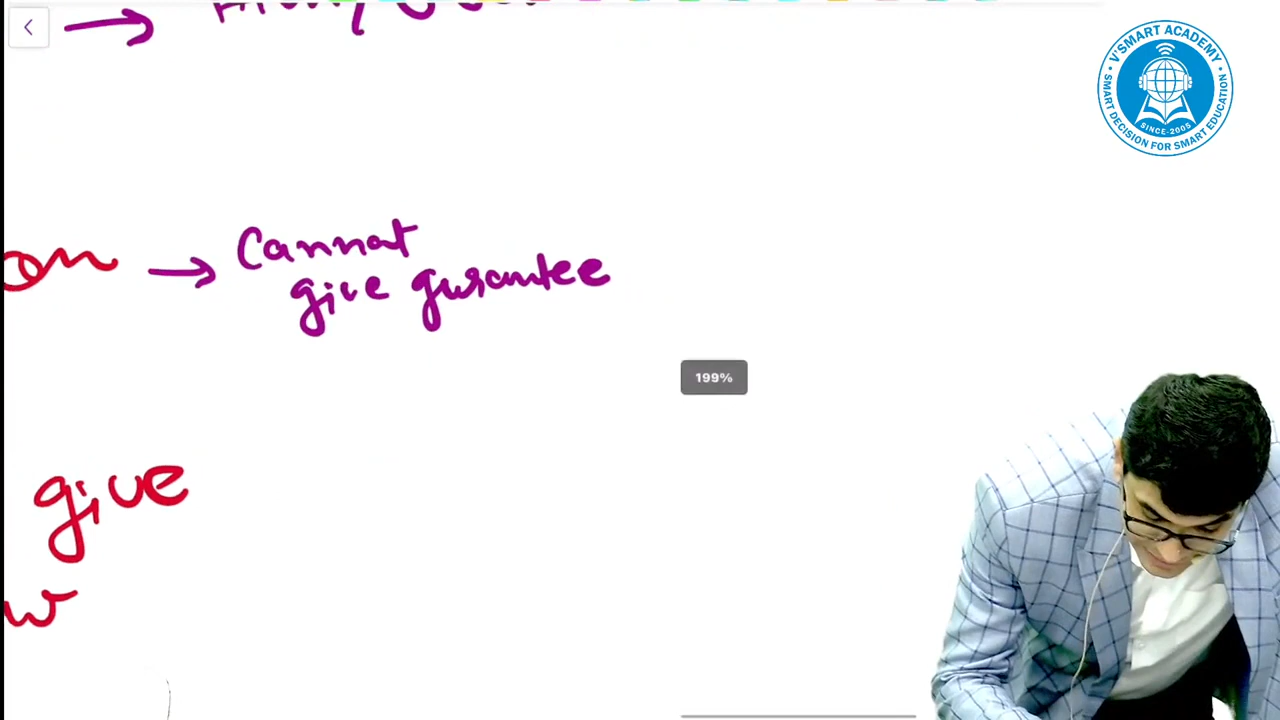 →
→ Cannot
give gurantee
199%
give
V'SMART ACADEMY
SMART DECISION FOR SMART EDUCATION
SINCE-2005